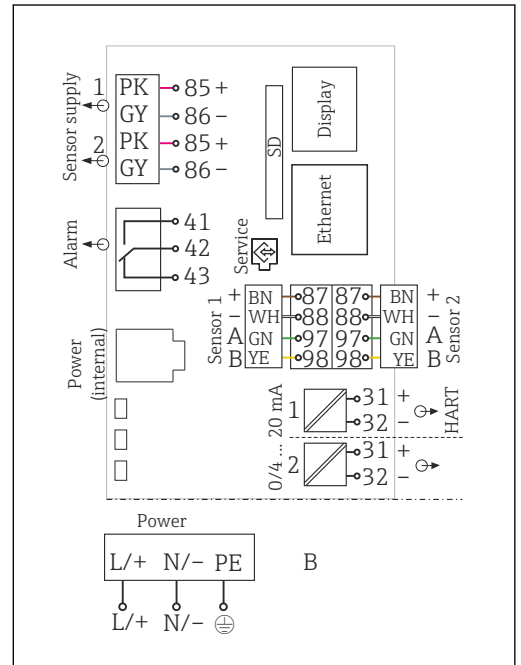 Sensor supply
1 PK 85 +
GY 86 -
2 PK 85 +
GY 86 -
Display
SD
Ethernet
Alarm
41
42
43
Service
Sensor 1
+ BN 87 87 BN +
- WH 88 88 WH -
A GN 97 97 GN A
B YE 98 98 YE B
Sensor 2
Power
(internal)
0/4 ... 20 mA
1 31 +
32 -
HART
2 31 +
32 -
Power
L/+ N/- PE
B
L/+ N/-